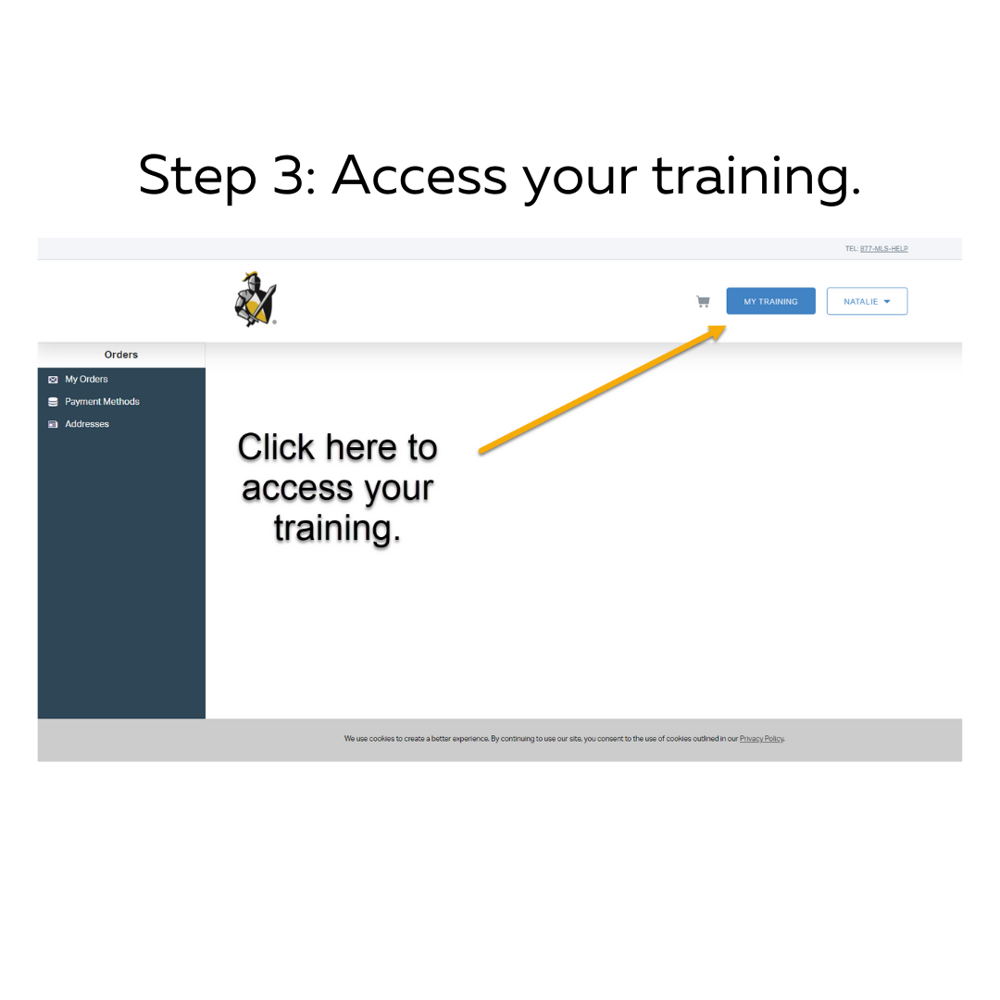 Step 3: Access your training.
TEL: 877-MLS-HELP
MY TRAINING
NATALIE
Orders
My Orders
Payment Methods
Addresses
Click here to
access your
training.
We use cookies to create a better experience. By continuing to use our site, you consent to the use of cookies outlined in our Privacy Policy.